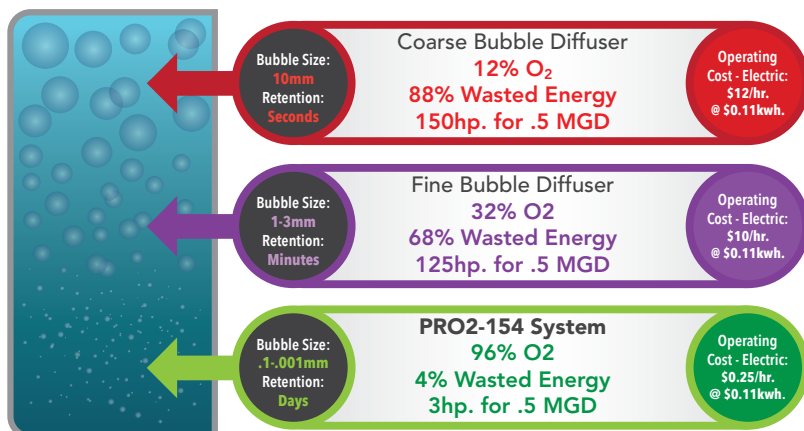 Bubble Size:
10mm
Retention:
Seconds
Coarse Bubble Diffuser
12% O₂
88% Wasted Energy
150hp. for .5 MGD
Operating
Cost - Electric:
$12/hr.
@ $0.11kwh.
Bubble Size:
1-3mm
Retention:
Minutes
Fine Bubble Diffuser
32% O2
68% Wasted Energy
125hp. for .5 MGD
Operating
Cost - Electric:
$10/hr.
@ $0.11kwh.
Bubble Size:
.1-.001mm
Retention:
Days
PRO2-154 System
96% O2
4% Wasted Energy
3hp. for .5 MGD
Operating
Cost - Electric:
$0.25/hr.
@ $0.11kwh.